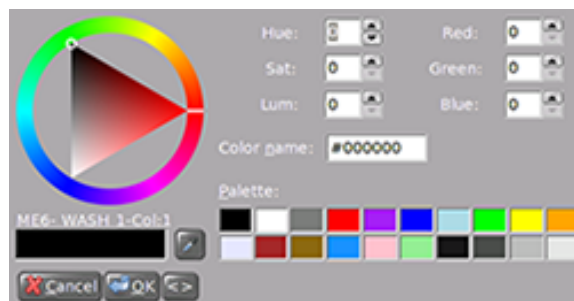 Hue: 0 Red: 0
Sat: 0 Green: 0
Lum: 0 Blue: 0
Color name: #000000
Palette:
ME6- WASH 1-Col:1
Cancel OK <>